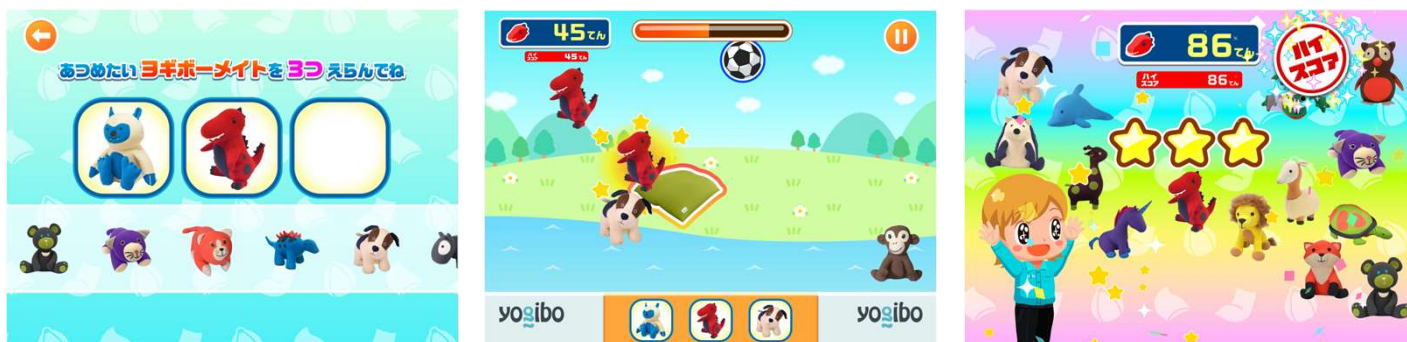 あつめたい ヨギボーメイトを 3つ えらんでね
45てん
ハイスコア 45てん
yogibo
yogibo
86てん
ハイスコア 86てん
ハイ
スコア